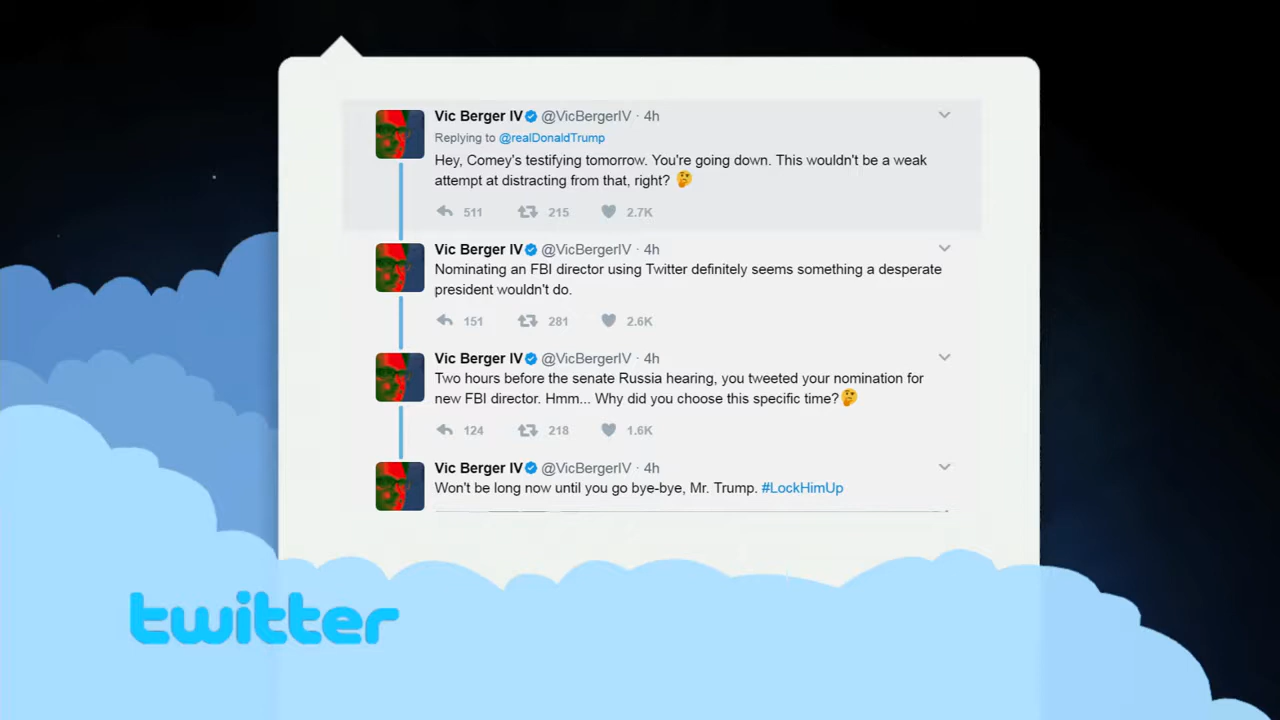 Vic Berger IV @VicBergerIV · 4h
Replying to @realDonaldTrump
Hey, Comey's testifying tomorrow. You're going down. This wouldn't be a weak
attempt at distracting from that, right? 🤔
511 215 2.7K
Vic Berger IV @VicBergerIV · 4h
Nominating an FBI director using Twitter definitely seems something a desperate
president wouldn't do.
151 281 2.6K
Vic Berger IV @VicBergerIV · 4h
Two hours before the senate Russia hearing, you tweeted your nomination for
new FBI director. Hmm... Why did you choose this specific time?🤔
124 218 1.6K
Vic Berger IV @VicBergerIV · 4h
Won't be long now until you go bye-bye, Mr. Trump. #LockHimUp
twitter